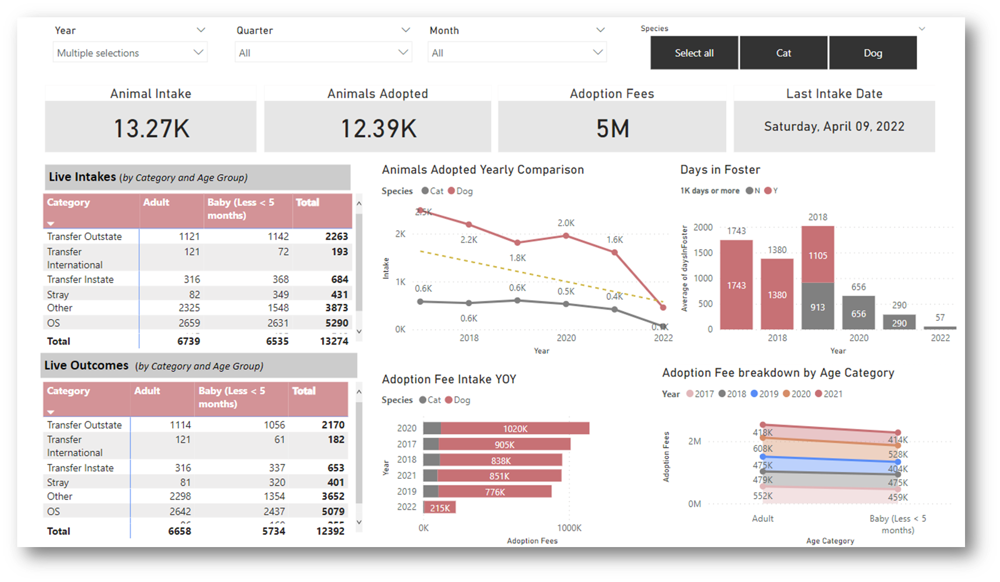 Year
Multiple selections
Quarter
All
Month
All
Species
Select all
Cat
Dog
Animal Intake
13.27K
Animals Adopted
12.39K
Adoption Fees
5M
Last Intake Date
Saturday, April 09, 2022
Live Intakes (by Category and Age Group)
Category Adult Baby (Less < 5 months) Total
Transfer Outstate 1121 1142 2263
Transfer International 121 72 193
Transfer Instate 316 368 684
Stray 82 349 431
Other 2325 1548 3873
OS 2659 2631 5290
Total 6739 6535 13274
Live Outcomes (by Category and Age Group)
Category Adult Baby (Less < 5 months) Total
Transfer Outstate 1114 1056 2170
Transfer International 121 61 182
Transfer Instate 316 337 653
Stray 81 320 401
Other 2298 1354 3652
OS 2642 2437 5079
Total 6658 5734 12392
Animals Adopted Yearly Comparison
Species Cat Dog
Intake
2K
1K
0K
2.5K
2.2K
1.8K
2.0K
1.6K
0.6K
0.6K
0.6K
0.5K
0.4K
0.1K
2018 2020 2022
Year
Days in Foster
1K days or more N Y
Average of daysInFoster
2000
1500
1000
500
0
1743
1743
1380
1380
2018
1105
913
656
656
290
290
57
2018 2020 2022
Year
Adoption Fee Intake YOY
Species Cat Dog
Year
2020 1020K
2017 905K
2018 838K
2021 851K
2019 776K
2022 215K
0K 1000K
Adoption Fees
Adoption Fee breakdown by Age Category
Year 2017 2018 2019 2020 2021
Adoption Fees
2M
0M
418K 414K
608K 528K
475K 404K
479K 475K
552K 459K
Adult Baby (Less < 5 months)
Age Category